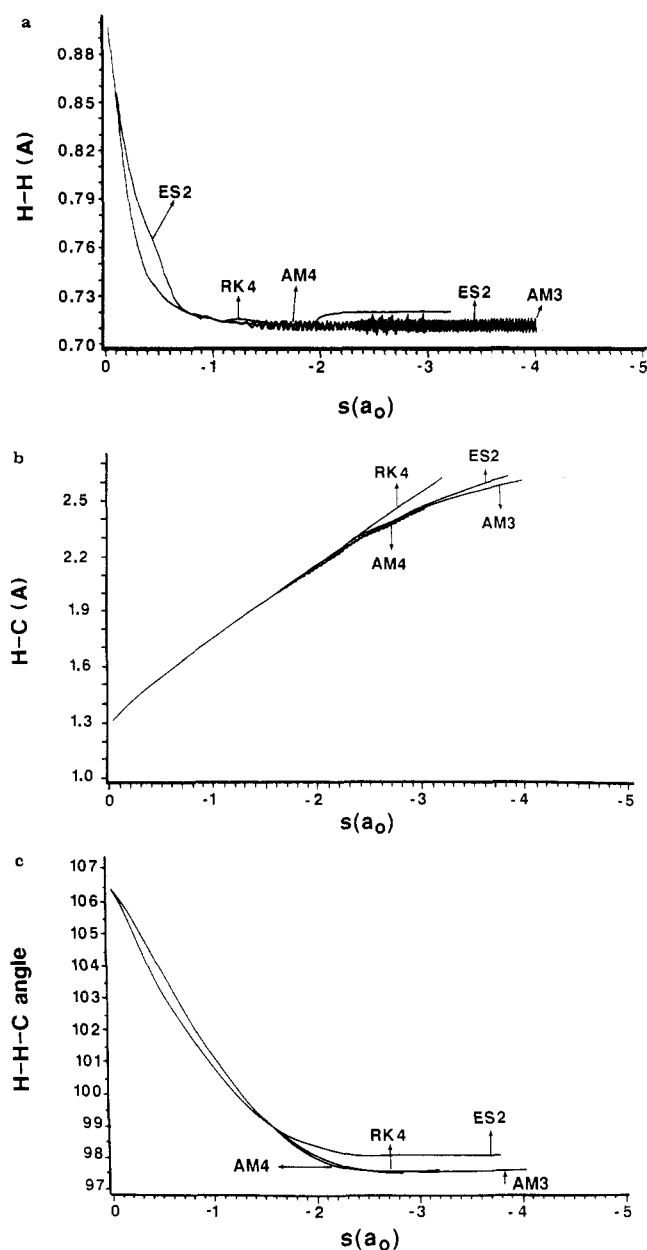 a
0.88
0.85
0.82
0.79
0.76
0.73
0.70
H-H (A)
ES2
RK4
AM4
ES2
AM3
0
-1
-2
-3
-4
-5
s(a₀)
b
2.5
2.2
1.9
1.6
1.3
1.0
H-C (A)
RK4
ES2
AM3
AM4
0
-1
-2
-3
-4
-5
s(a₀)
c
107
106
105
104
103
102
101
100
99
98
97
H-H-C angle
AM4
RK4
ES2
AM3
0
-1
-2
-3
-4
-5
s(a₀)